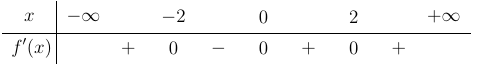 x −∞ −2 0 2 +∞
f′(x) + 0 − 0 + 0 +